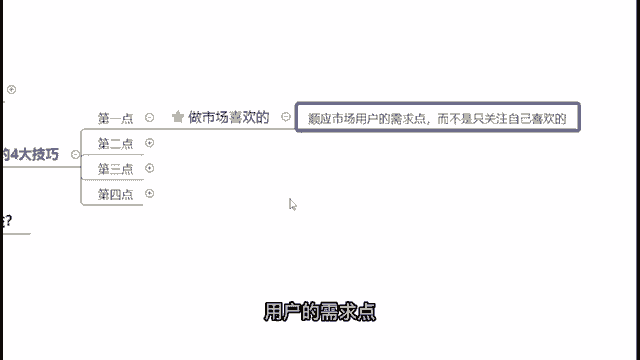 第一点 做市场喜欢的 顺应市场用户的需求点，而不是只关注自己喜欢的
第二点
的4大技巧
第三点
第四点
?
用户的需求点